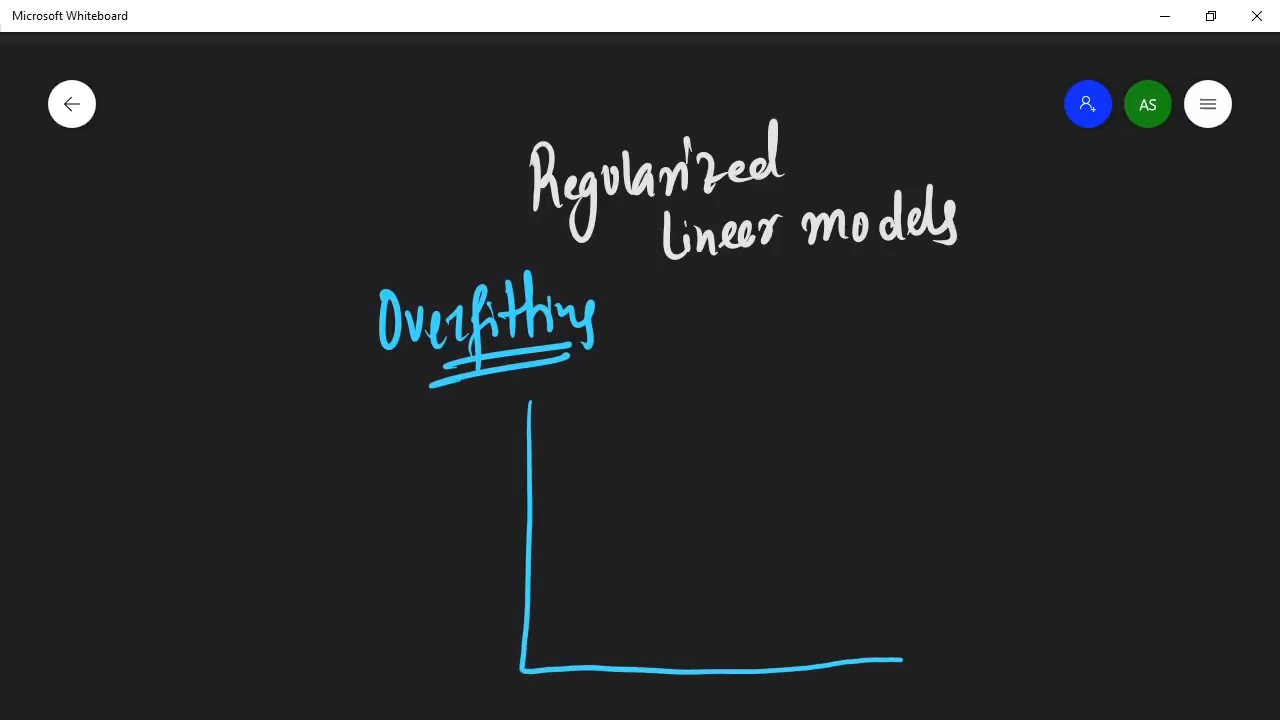 Microsoft Whiteboard
AS
Regularized
linear models
Overfitting